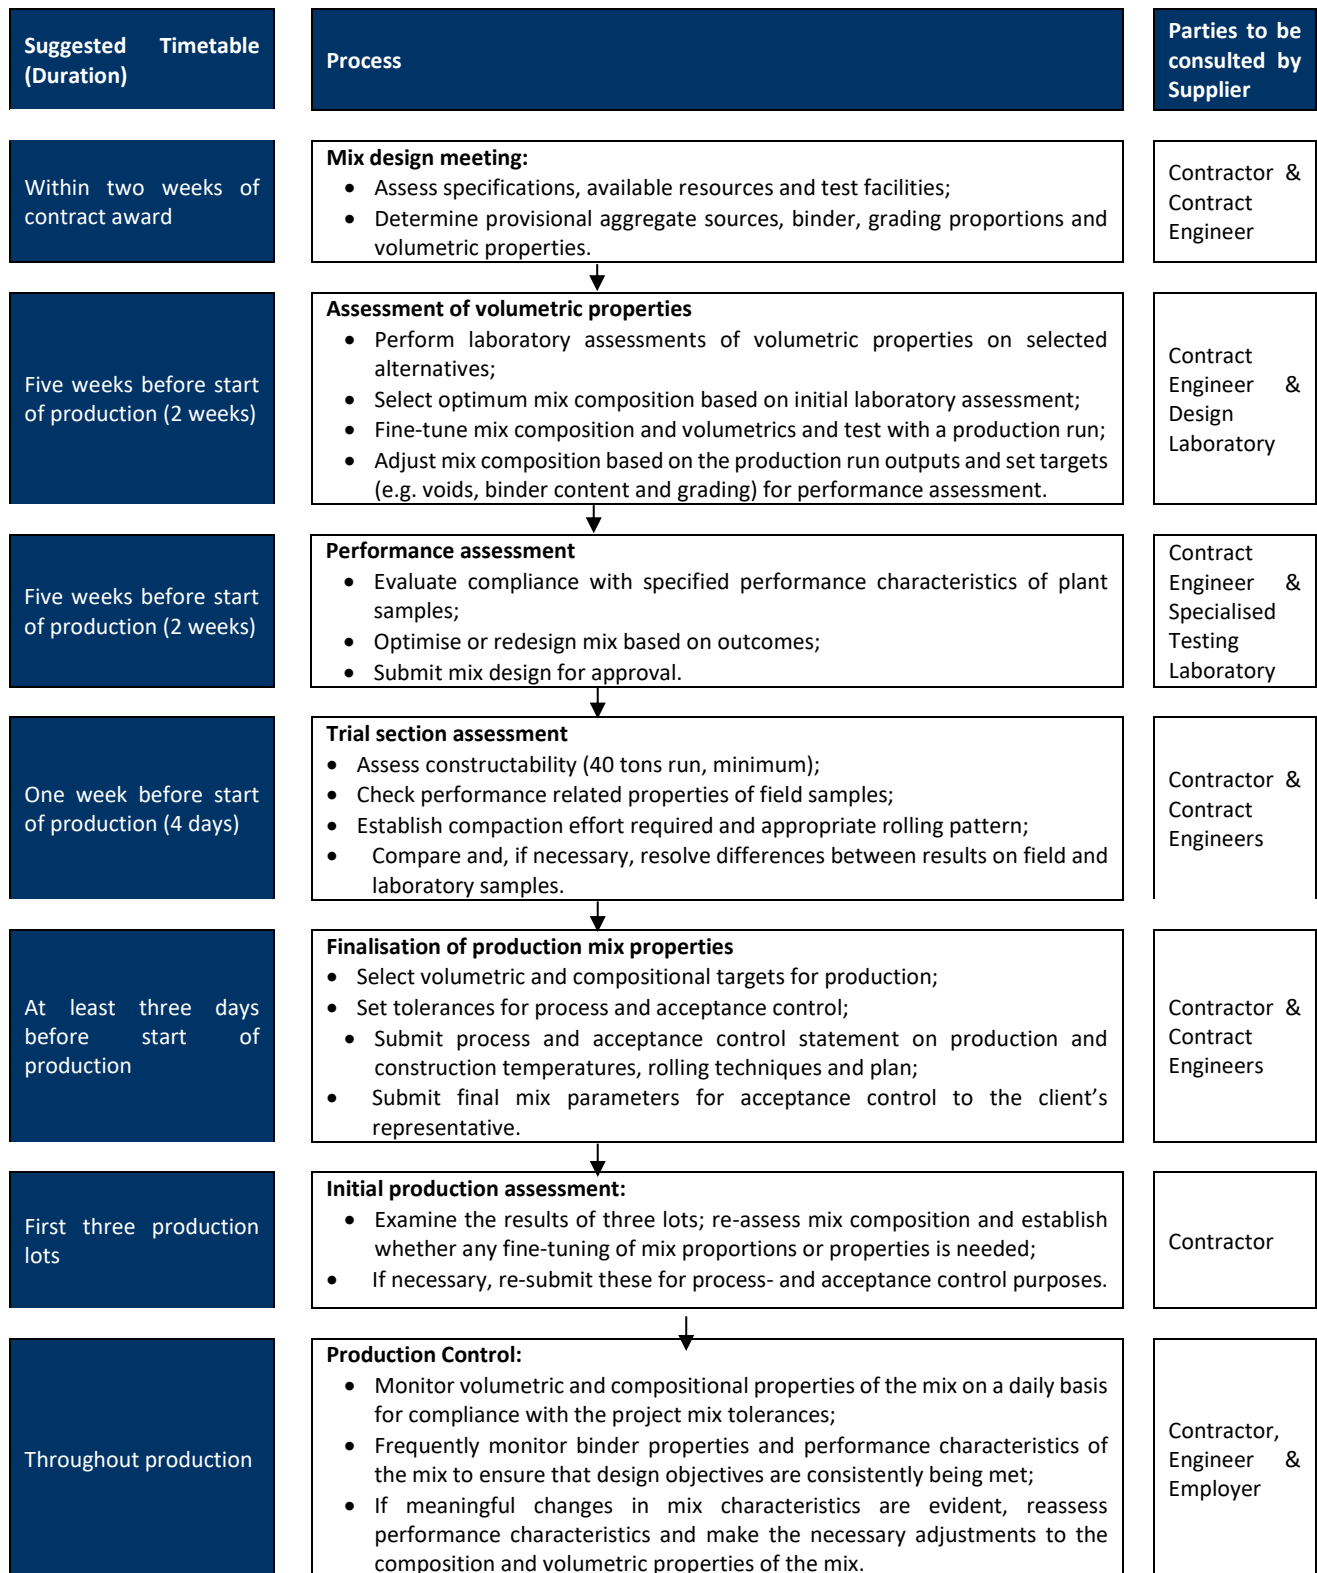 Suggested Timetable
(Duration)
Process
Parties to be
consulted by
Supplier
Within two weeks of
contract award
Mix design meeting:
• Assess specifications, available resources and test facilities;
• Determine provisional aggregate sources, binder, grading proportions and
volumetric properties.
Contractor &
Contract
Engineer
Five weeks before start
of production (2 weeks)
Assessment of volumetric properties
• Perform laboratory assessments of volumetric properties on selected
alternatives;
• Select optimum mix composition based on initial laboratory assessment;
• Fine-tune mix composition and volumetrics and test with a production run;
• Adjust mix composition based on the production run outputs and set targets
(e.g. voids, binder content and grading) for performance assessment.
Contract
Engineer &
Design
Laboratory
Five weeks before start
of production (2 weeks)
Performance assessment
• Evaluate compliance with specified performance characteristics of plant
samples;
• Optimise or redesign mix based on outcomes;
• Submit mix design for approval.
Contract
Engineer &
Specialised
Testing
Laboratory
One week before start
of production (4 days)
Trial section assessment
• Assess constructability (40 tons run, minimum);
• Check performance related properties of field samples;
• Establish compaction effort required and appropriate rolling pattern;
• Compare and, if necessary, resolve differences between results on field and
laboratory samples.
Contractor &
Contract
Engineers
At least three days
before start of
production
Finalisation of production mix properties
• Select volumetric and compositional targets for production;
• Set tolerances for process and acceptance control;
• Submit process and acceptance control statement on production and
construction temperatures, rolling techniques and plan;
• Submit final mix parameters for acceptance control to the client’s
representative.
Contractor &
Contract
Engineers
First three production
lots
Initial production assessment:
• Examine the results of three lots; re-assess mix composition and establish
whether any fine-tuning of mix proportions or properties is needed;
• If necessary, re-submit these for process- and acceptance control purposes.
Contractor
Throughout production
Production Control:
• Monitor volumetric and compositional properties of the mix on a daily basis
for compliance with the project mix tolerances;
• Frequently monitor binder properties and performance characteristics of
the mix to ensure that design objectives are consistently being met;
• If meaningful changes in mix characteristics are evident, reassess
performance characteristics and make the necessary adjustments to the
composition and volumetric properties of the mix.
Contractor,
Engineer &
Employer